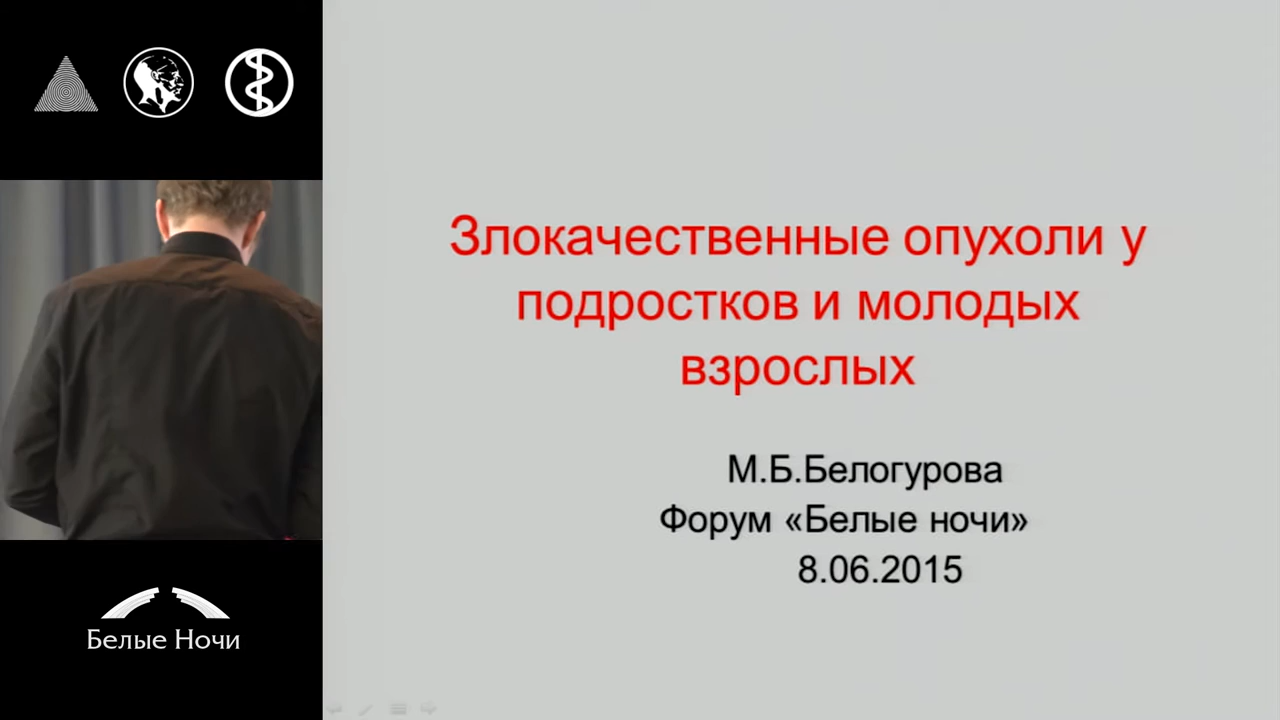 Злокачественные опухоли у
подростков и молодых
взрослых
М.Б.Белогурова
Форум «Белые ночи»
8.06.2015
Белые Ночи